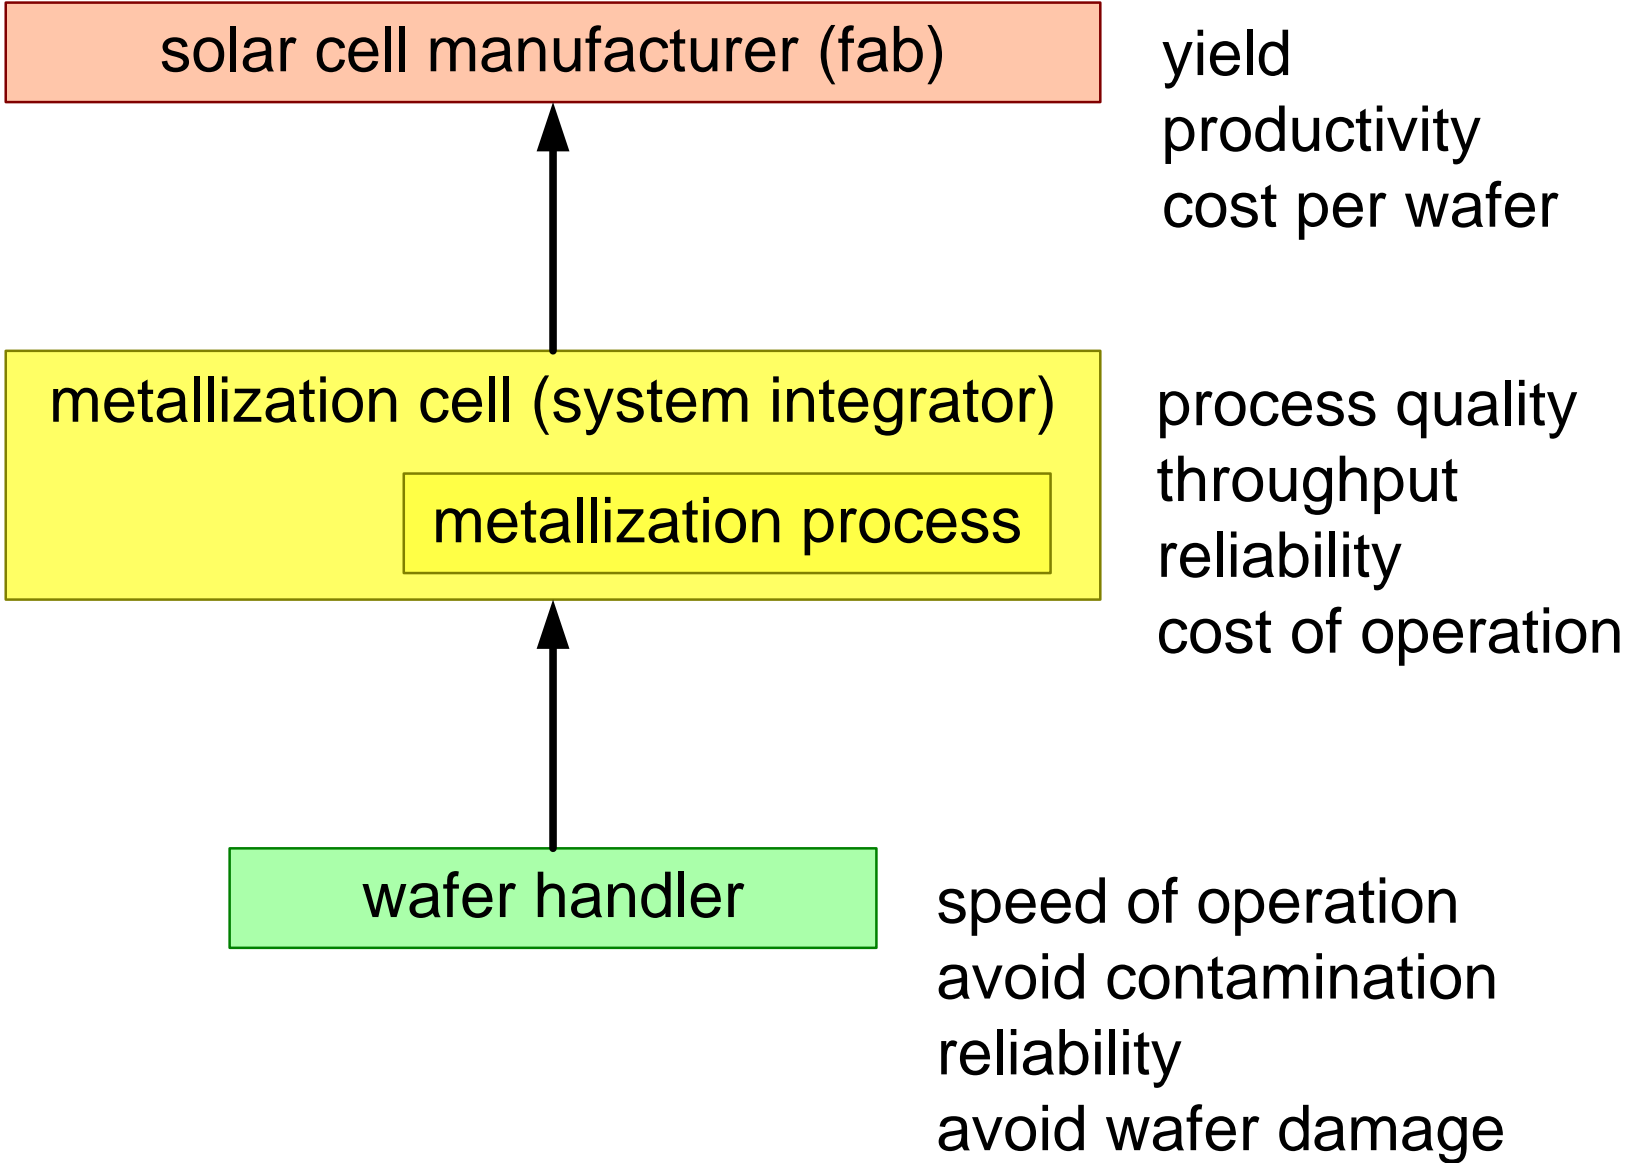 solar cell manufacturer (fab)
yield
productivity
cost per wafer
metallization cell (system integrator)
metallization process
process quality
throughput
reliability
cost of operation
wafer handler
speed of operation
avoid contamination
reliability
avoid wafer damage